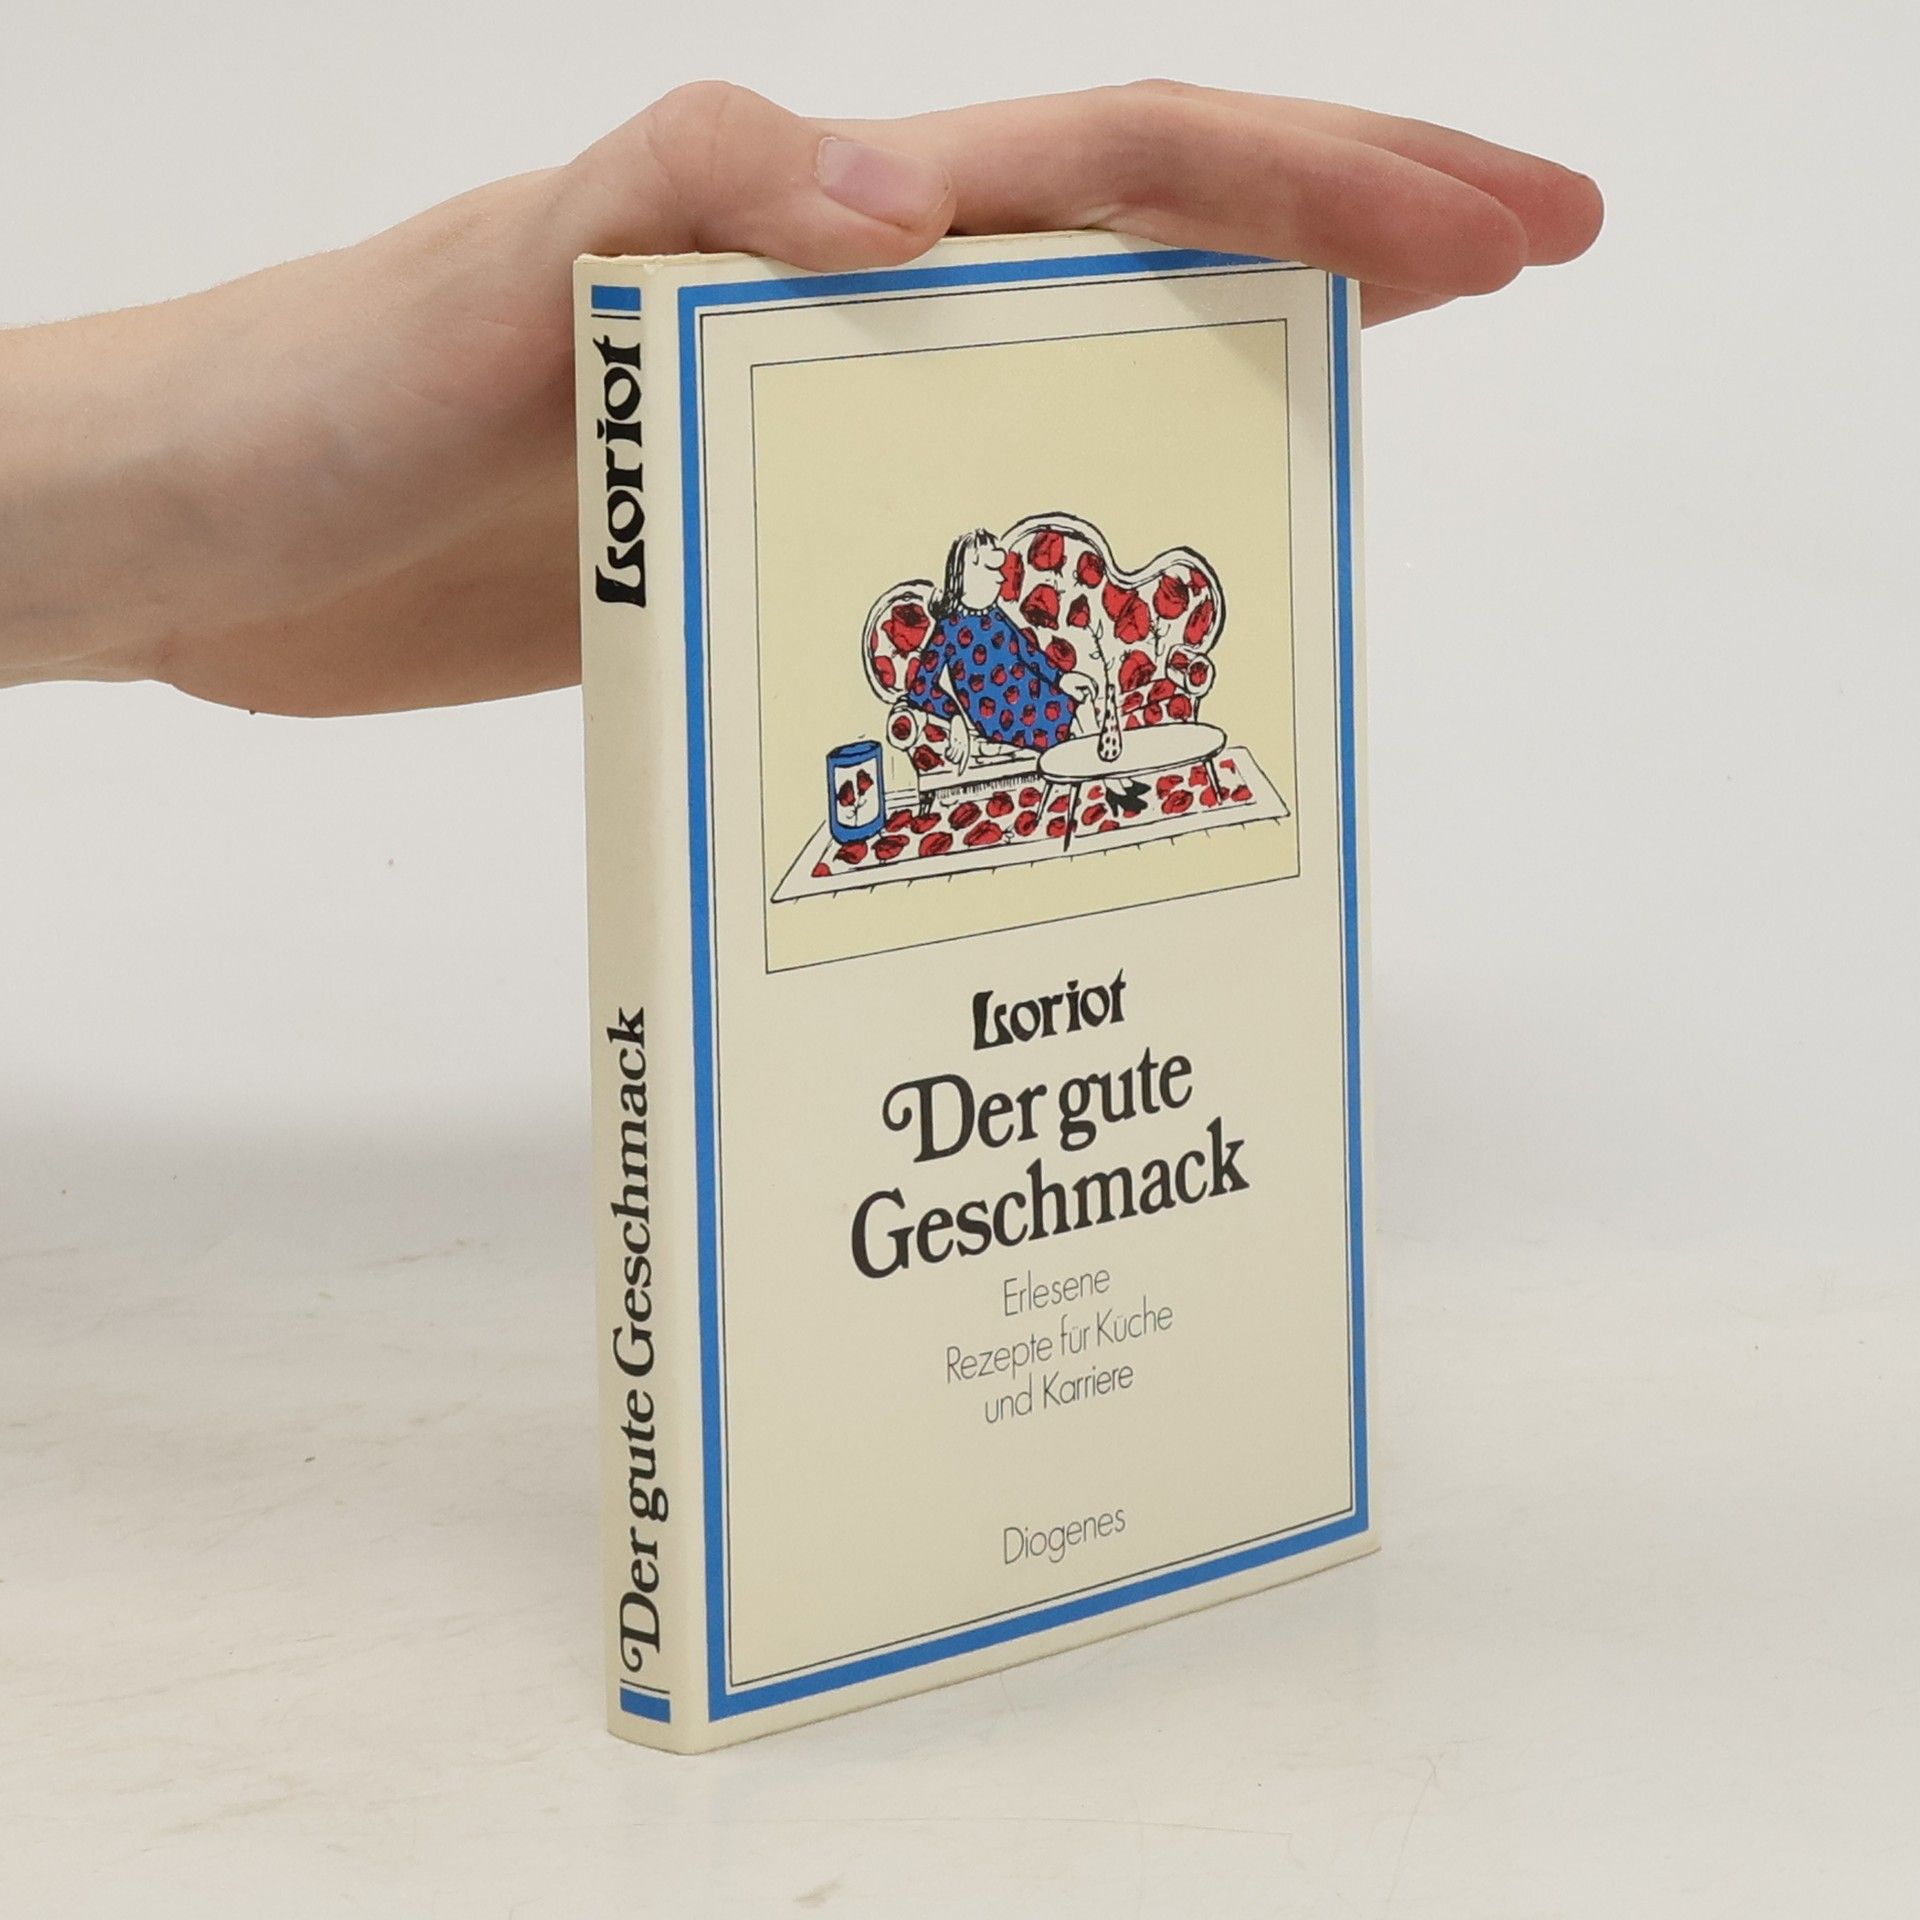 Loriot
Der gute Geschmack
Loriot
Der gute
Geschmack
Erlesene
Rezepte für Küche
und Karriere
Diogenes